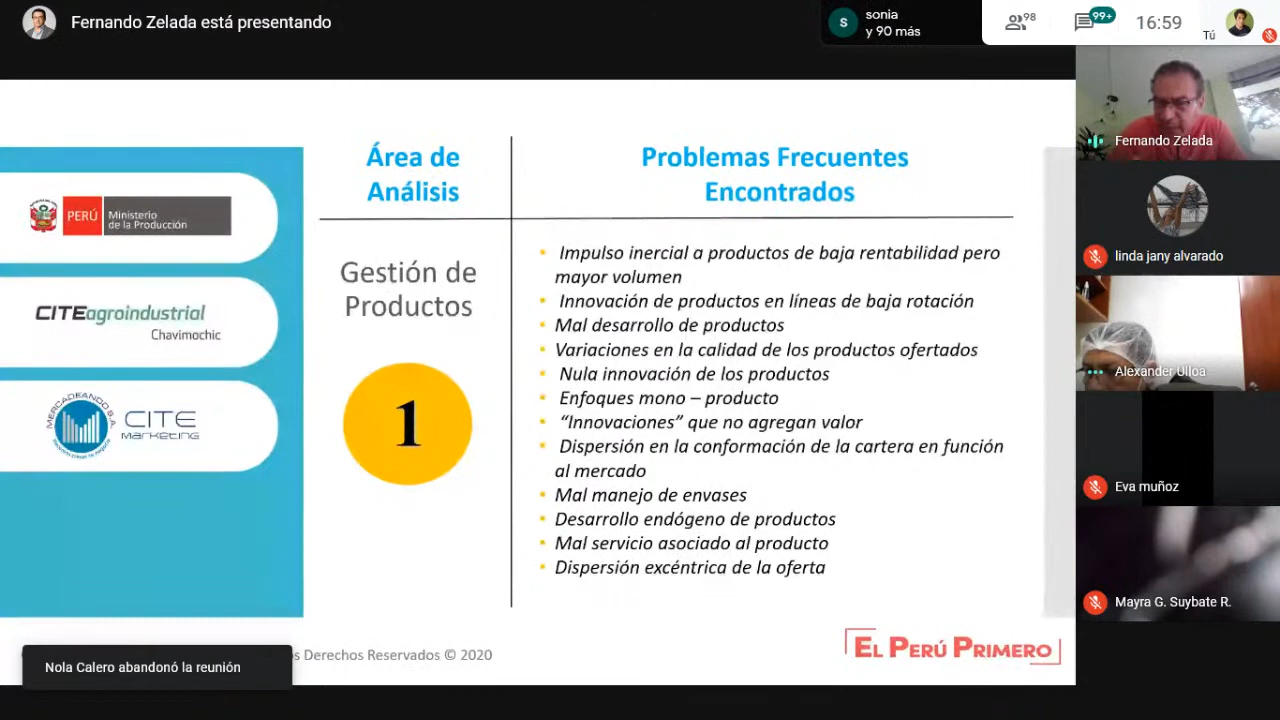 Fernando Zelada está presentando
S
sonia
y 90 más
98
99+
16:59
Tú
Fernando Zelada
linda jany alvarado
Alexander Ulloa
Eva muñoz
Mayra G. Suybate R.
PERÚ
Ministerio
de la Producción
CITEagroindustrial
Chavimochic
MERCADEANDO S.A.
CITE
marketing
Área de
Análisis
Problemas Frecuentes
Encontrados
Gestión de
Productos
1
• Impulso inercial a productos de baja rentabilidad pero
mayor volumen
• Innovación de productos en líneas de baja rotación
• Mal desarrollo de productos
• Variaciones en la calidad de los productos ofertados
• Nula innovación de los productos
• Enfoques mono – producto
• “Innovaciones” que no agregan valor
• Dispersión en la conformación de la cartera en función
al mercado
• Mal manejo de envases
• Desarrollo endógeno de productos
• Mal servicio asociado al producto
• Dispersión excéntrica de la oferta
s Derechos Reservados © 2020
EL PERÚ PRIMERO
Nola Calero abandonó la reunión